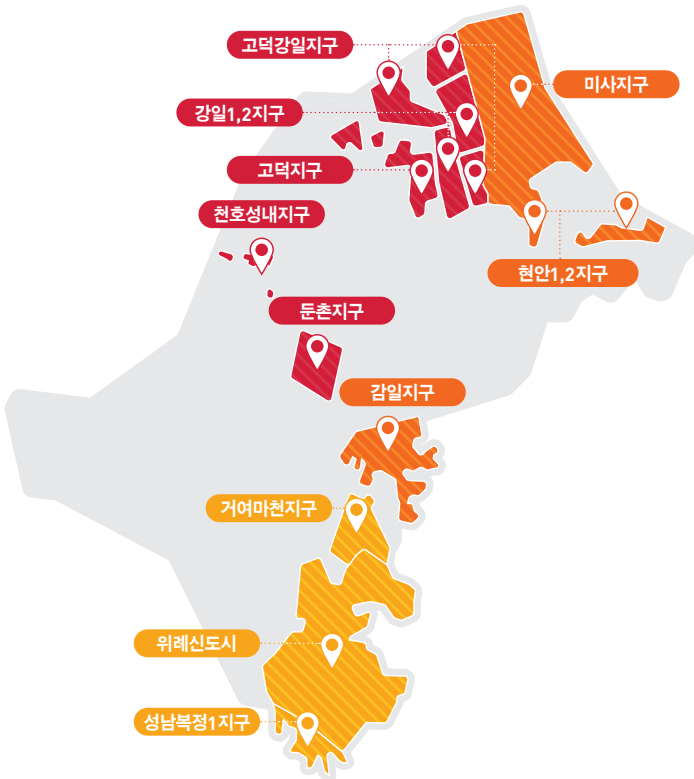 고덕강일지구
미사지구
강일1,2지구
고덕지구
천호성내지구
현안1,2지구
둔촌지구
감일지구
거여마천지구
위례신도시
성남복정1지구